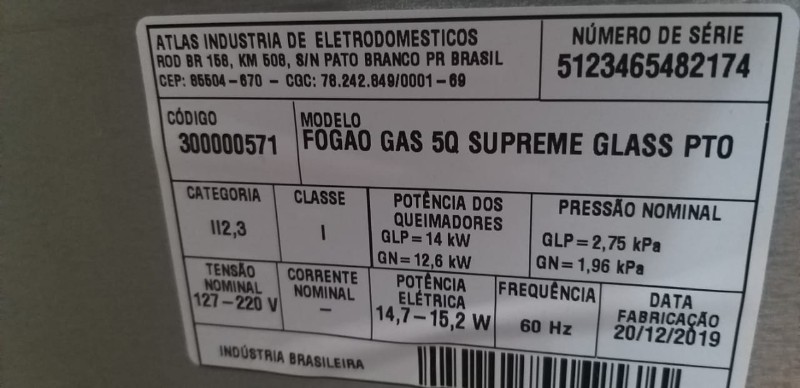 ATLAS INDUSTRIA DE ELETRODOMESTICOS
ROD BR 158, KM 508, S/N PATO BRANCO PR BRASIL
CEP: 85504-670 - CGC: 78.242.849/0001-69
NÚMERO DE SÉRIE
5123465482174
CÓDIGO
300000571
MODELO
FOGAO GAS 5Q SUPREME GLASS PTO
CATEGORIA
II2,3
CLASSE
I
POTÊNCIA DOS
QUEIMADORES
GLP=14 kW
GN=12,6 kW
PRESSÃO NOMINAL
GLP=2,75 kPa
GN=1,96 kPa
TENSÃO
NOMINAL
127-220 V
CORRENTE
NOMINAL
-
POTÊNCIA
ELÉTRICA
14,7-15,2 W
FREQUÊNCIA
60 Hz
DATA
FABRICAÇÃO
20/12/2019
INDÚSTRIA BRASILEIRA